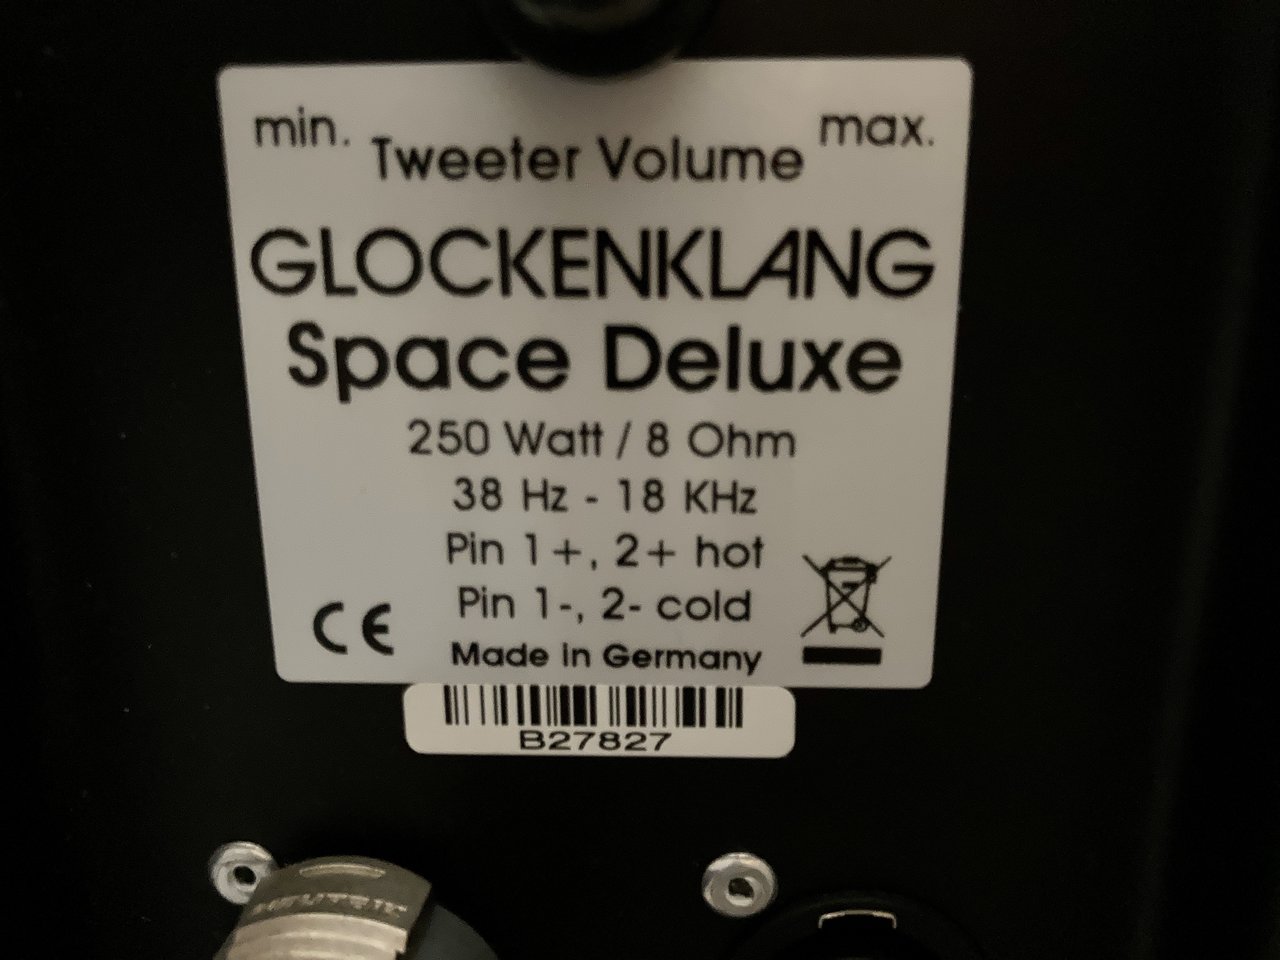 min. max.
Tweeter Volume
GLOCKENKLANG
Space Deluxe
250 Watt / 8 Ohm
38 Hz - 18 KHz
Pin 1+, 2+ hot
Pin 1-, 2- cold
CE
Made in Germany
B27827
NEUTRIK